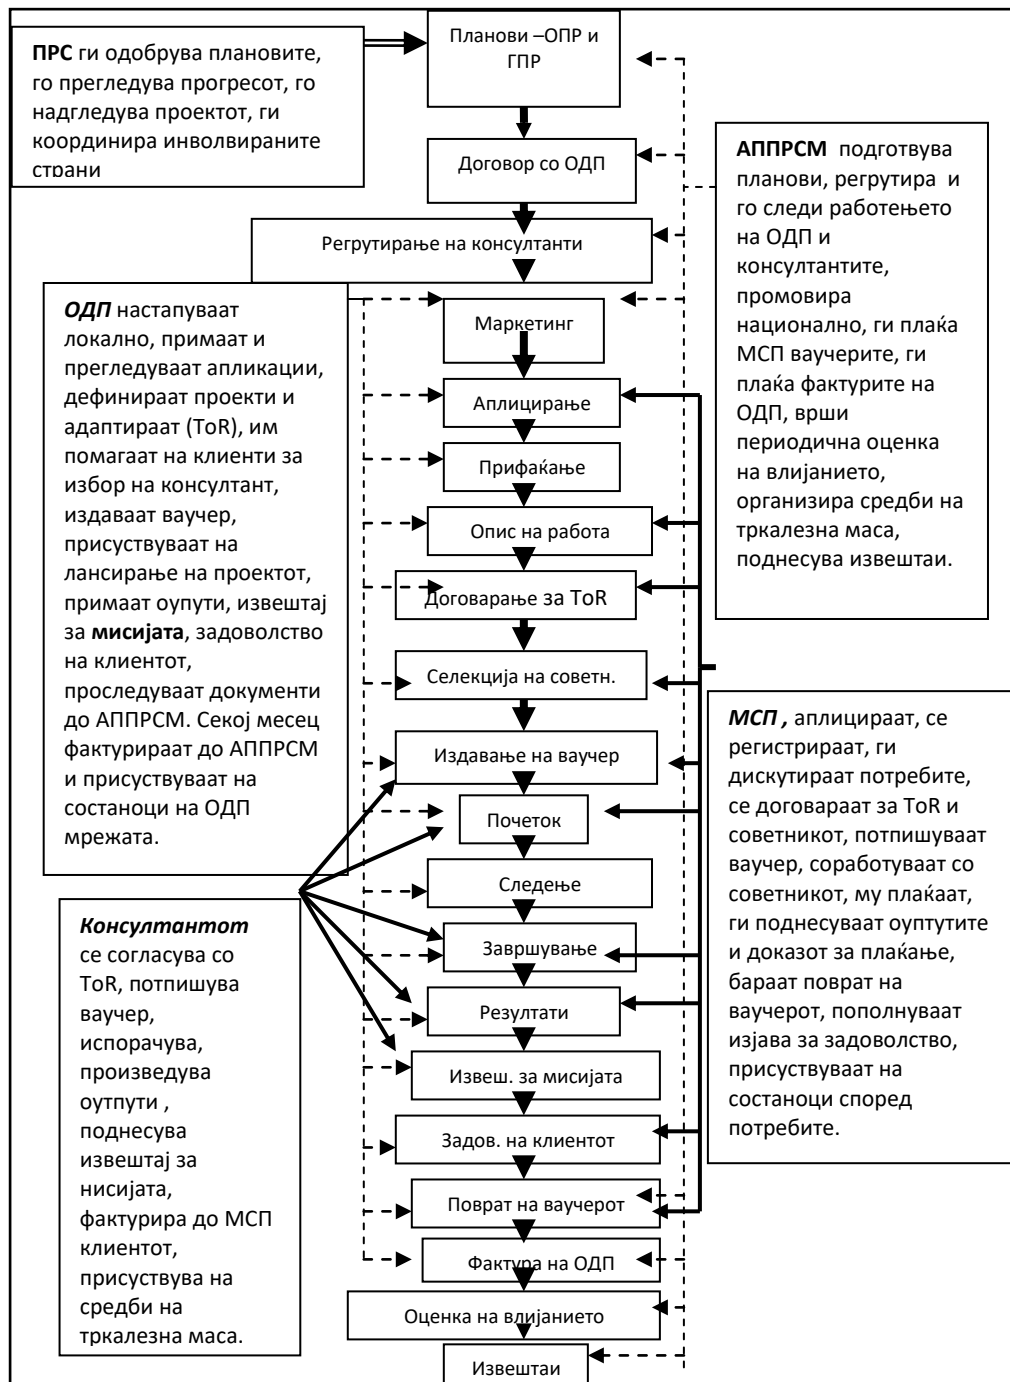 ПРС ги одобрува плановите,
го прегледува прогресот, го
надгледува проектот, ги
координира инволвираните
страни
Планови –ОПР и
ГПР
Договор со ОДП
Регрутирање на консултанти
Маркетинг
Аплицирање
Прифаќање
Опис на работа
Договарање за ToR
Селекција на советн.
Издавање на ваучер
Почеток
Следење
Завршување
Резултати
Извеш. за мисијата
Задов. на клиентот
Поврат на ваучерот
Фактура на ОДП
Оценка на влијанието
Извештаи
ОДП настапуваат
локално, примаат и
прегледуваат апликации,
дефинираат проекти и
адаптираат (ToR), им
помагаат на клиенти за
избор на консултант,
издаваат ваучер,
присуствуваат на
лансирање на проектот,
примаат оупути, извештај
за мисијата, задоволство
на клиентот,
проследуваат документи
до АППРСМ. Секој месец
фактурираат до АППРСМ
и присуствуваат на
состаноци на ОДП
мрежата.
Консултантот
се согласува со
ToR, потпишува
ваучер,
испорачува,
произведува
оутпути ,
поднесува
извештај за
нисијата,
фактурира до МСП
клиентот,
присуствува на
средби на
тркалезна маса.
АППРСМ подготвува
планови, регрутира и
го следи работењето
на ОДП и
консултантите,
промовира
национално, ги плаќа
МСП ваучерите, ги
плаќа фактурите на
ОДП, врши
периодична оценка
на влијанието,
организира средби на
тркалезна маса,
поднесува извештаи.
МСП , аплицираат, се
регистрираат, ги
дискутираат потребите,
се договараат за ToR и
советникот, потпишуваат
ваучер, соработуваат со
советникот, му плаќаат,
ги поднесуваат оуптутите
и доказот за плаќање,
бараат поврат на
ваучерот, пополнуваат
изјава за задоволство,
присуствуваат на
состаноци според
потребите.